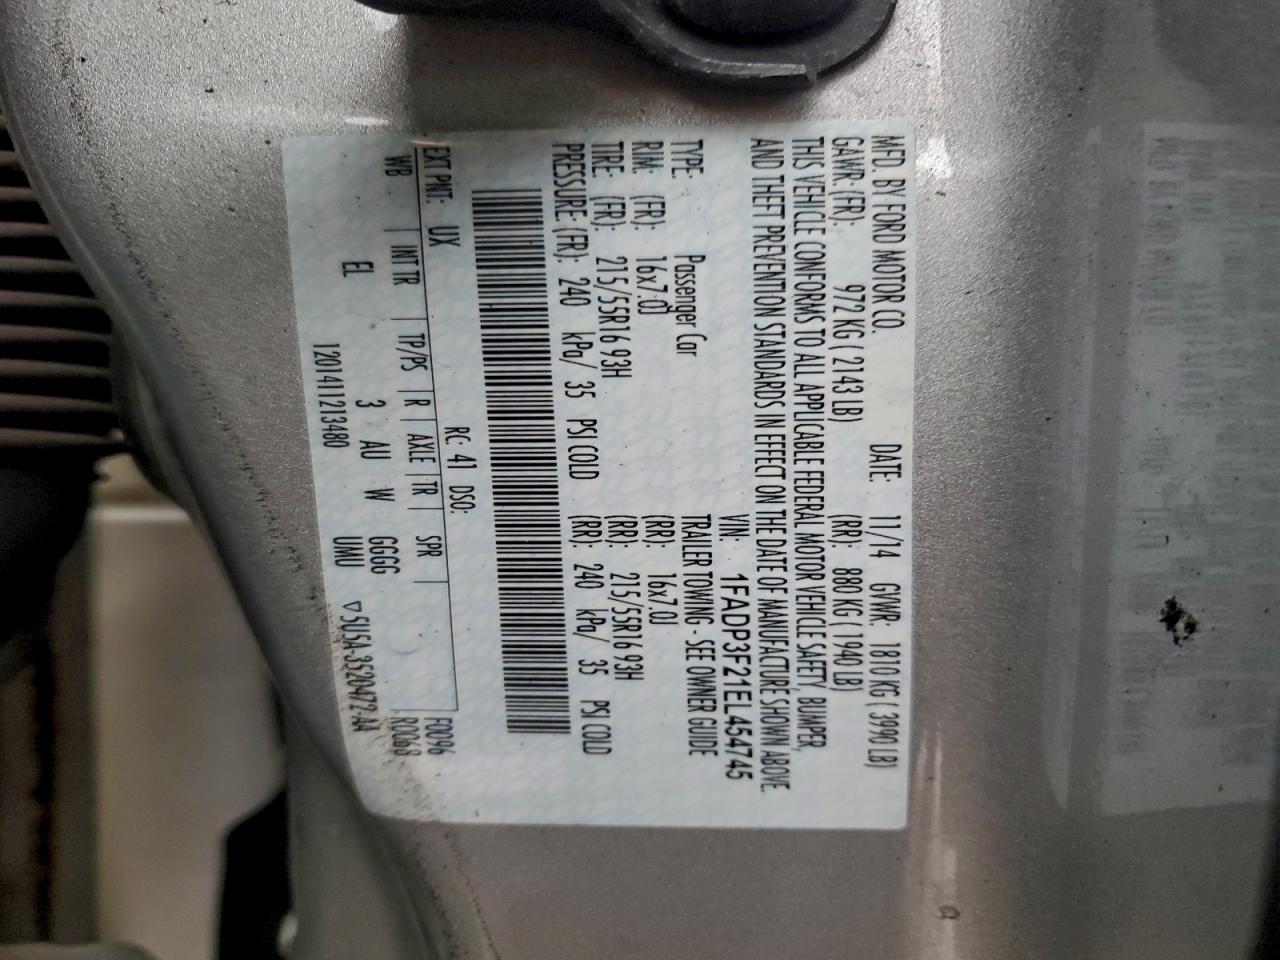 MFD. BY FORD MOTOR CO. DATE: 11/14 GVWR: 1810 KG ( 3990 LB)
GAWR: (FR): 972 KG ( 2143 LB) (RR): 880 KG ( 1940 LB)
THIS VEHICLE CONFORMS TO ALL APPLICABLE FEDERAL MOTOR VEHICLE SAFETY, BUMPER,
AND THEFT PREVENTION STANDARDS IN EFFECT ON THE DATE OF MANUFACTURE SHOWN ABOVE.
VIN: 1FADP3F21EL454745
TYPE: Passenger Car TRAILER TOWING - SEE OWNER GUIDE
RIM: (FR): 16x7.0J (RR): 16x7.0J
TIRE: (FR): 215/55R16 93H (RR): 215/55R16 93H
PRESSURE: (FR): 240 kPa/ 35 PSI COLD (RR): 240 kPa/ 35 PSI COLD
EXT PNT: UX RC: 41 DSO: F0096
WB INT TR TP/PS R AXLE TR SPR R0068
EL 3 AU W GGGG
UMU
1201411213480 ▽5U5A-3520472-AA